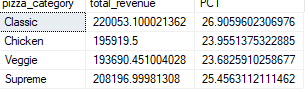 pizza_category total_revenue PCT
Classic 220053.100021362 26.9059602306976
Chicken 195919.5 23.9551375322885
Veggie 193690.451004028 23.6825910258677
Supreme 208196.99981308 25.4563112111462